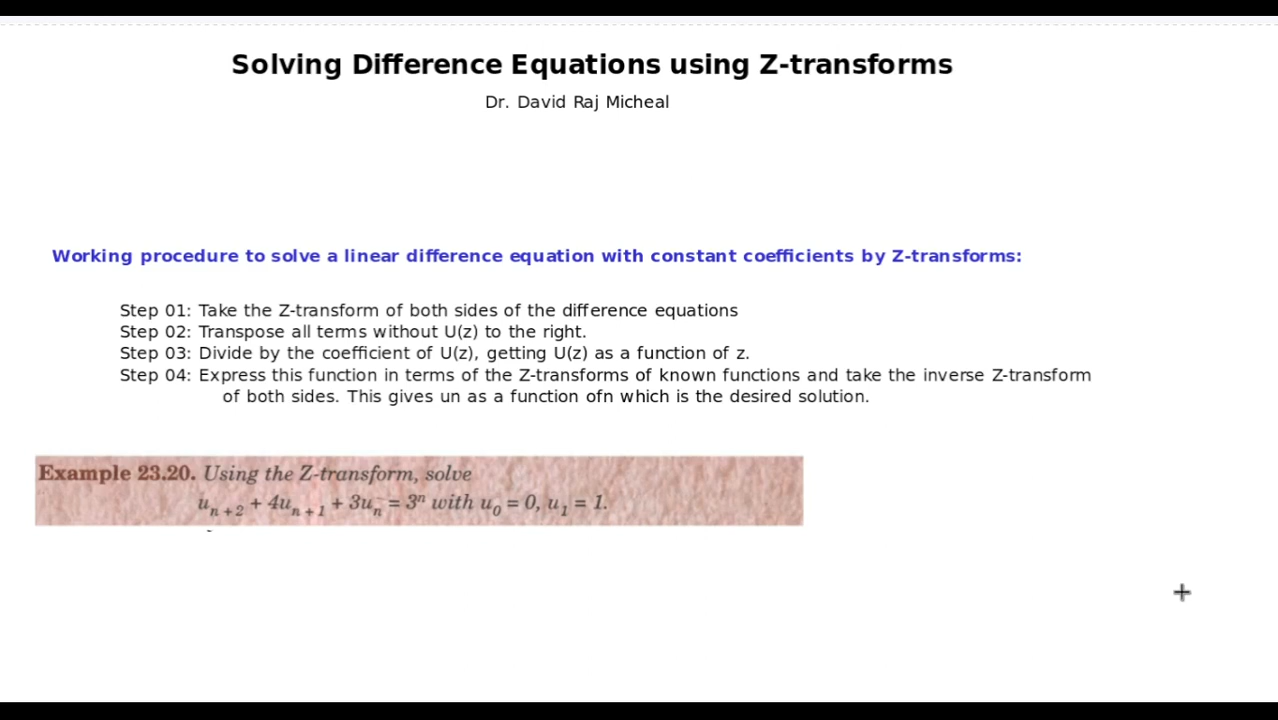 Solving Difference Equations using Z-transforms
Dr. David Raj Micheal
Working procedure to solve a linear difference equation with constant coefficients by Z-transforms:
Step 01: Take the Z-transform of both sides of the difference equations
Step 02: Transpose all terms without U(z) to the right.
Step 03: Divide by the coefficient of U(z), getting U(z) as a function of z.
Step 04: Express this function in terms of the Z-transforms of known functions and take the inverse Z-transform
of both sides. This gives un as a function ofn which is the desired solution.
Example 23.20. Using the Z-transform, solve
uₙ₊₂ + 4uₙ₊₁ + 3uₙ = 3ⁿ with u₀ = 0, u₁ = 1.